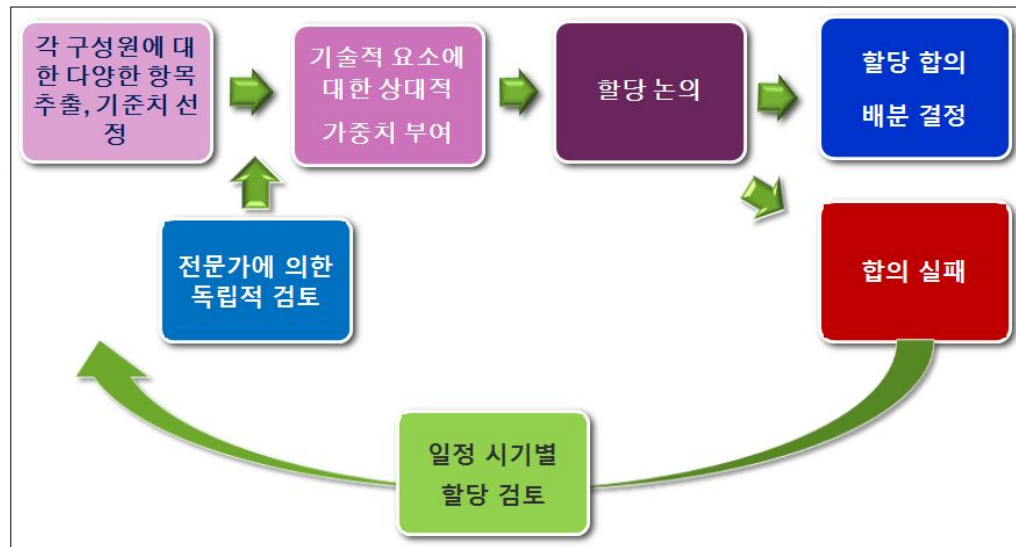 각 구성원에 대
한 다양한 항목
추출, 기준치 선
정
기술적 요소에
대한 상대적
가중치 부여
할당 논의
할당 합의
배분 결정
전문가에 의한
독립적 검토
합의 실패
일정 시기별
할당 검토